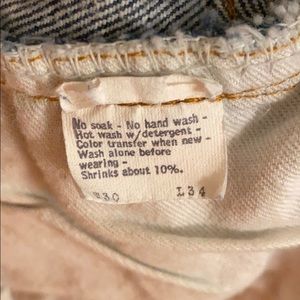 No soak - No hand wash -
Hot wash w/detergent -
Color transfer when new -
Wash alone before
wearing -
Shrinks about 10%.
W30 L34